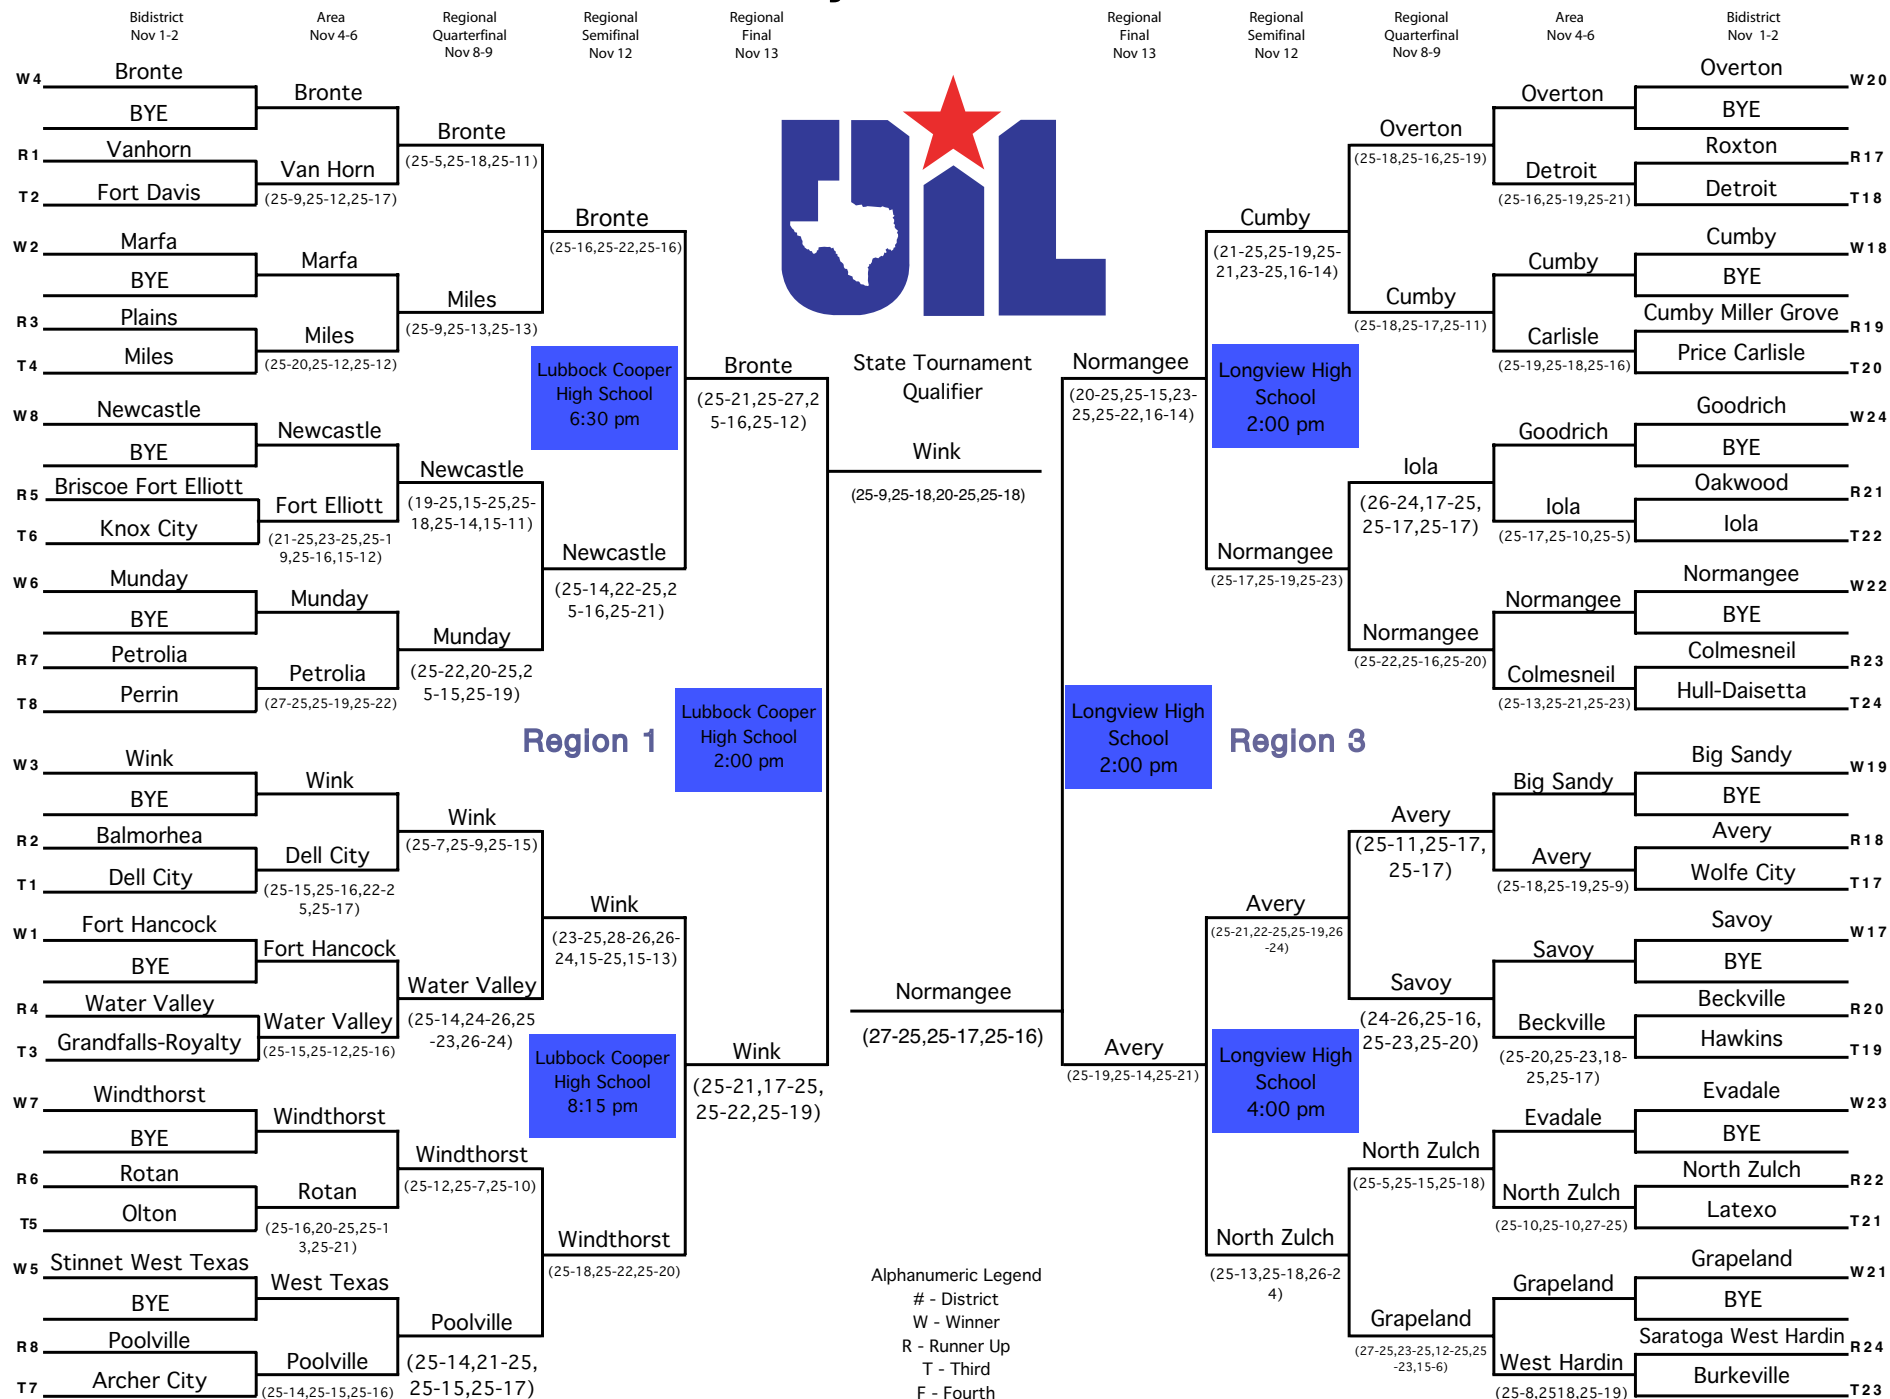 Bidistrict
Nov 1-2
Area
Nov 4-6
Regional
Quarterfinal
Nov 8-9
Regional
Semifinal
Nov 12
Regional
Final
Nov 13
Regional
Final
Nov 13
Regional
Semifinal
Nov 12
Regional
Quarterfinal
Nov 8-9
Area
Nov 4-6
Bidistrict
Nov 1-2
W4
Bronte
BYE
R1
Vanhorn
T2
Fort Davis
W2
Marfa
BYE
R3
Plains
T4
Miles
W8
Newcastle
BYE
R5
Briscoe Fort Elliott
T6
Knox City
W6
Munday
BYE
R7
Petrolia
T8
Perrin
W3
Wink
BYE
R2
Balmorhea
T1
Dell City
W1
Fort Hancock
BYE
R4
Water Valley
T3
Grandfalls-Royalty
W7
Windthorst
BYE
R6
Rotan
T5
Olton
W5
Stinnet West Texas
BYE
R8
Poolville
T7
Archer City
Bronte
Van Horn
(25-9,25-12,25-17)
Marfa
Miles
(25-20,25-12,25-12)
Newcastle
Fort Elliott
(21-25,23-25,25-1
9,25-16,15-12)
Munday
Petrolia
(27-25,25-19,25-22)
Wink
Dell City
(25-15,25-16,22-2
5,25-17)
Fort Hancock
Water Valley
(25-15,25-12,25-16)
Windthorst
Rotan
(25-16,20-25,25-1
3,25-21)
West Texas
Poolville
(25-14,25-15,25-16)
Bronte
(25-5,25-18,25-11)
Miles
(25-9,25-13,25-13)
Newcastle
(19-25,15-25,25-
18,25-14,15-11)
Munday
(25-22,20-25,2
5-15,25-19)
Wink
(25-7,25-9,25-15)
Water Valley
(25-14,24-26,25
-23,26-24)
Windthorst
(25-12,25-7,25-10)
Poolville
(25-14,21-25,
25-15,25-17)
Bronte
(25-16,25-22,25-16)
Lubbock Cooper
High School
6:30 pm
Newcastle
(25-14,22-25,2
5-16,25-21)
Region 1
Wink
(23-25,28-26,26-
24,15-25,15-13)
Lubbock Cooper
High School
8:15 pm
Windthorst
(25-18,25-22,25-20)
Bronte
(25-21,25-27,2
5-16,25-12)
Lubbock Cooper
High School
2:00 pm
Wink
(25-21,17-25,
25-22,25-19)
UIL
State Tournament
Qualifier
Wink
(25-9,25-18,20-25,25-18)
Normangee
(27-25,25-17,25-16)
Alphanumeric Legend
# - District
W - Winner
R - Runner Up
T - Third
F - Fourth
Normangee
(20-25,25-15,23-
25,25-22,16-14)
Longview High
School
2:00 pm
Avery
(25-19,25-14,25-21)
Cumby
(21-25,25-19,25-
21,23-25,16-14)
Longview High
School
2:00 pm
Normangee
(25-17,25-19,25-23)
Region 3
Avery
(25-21,22-25,25-19,26
-24)
Longview High
School
4:00 pm
North Zulch
(25-13,25-18,26-2
4)
Overton
(25-18,25-16,25-19)
Cumby
(25-18,25-17,25-11)
Iola
(26-24,17-25,
25-17,25-17)
Normangee
(25-22,25-16,25-20)
Avery
(25-11,25-17,
25-17)
Savoy
(24-26,25-16,
25-23,25-20)
North Zulch
(25-5,25-15,25-18)
Grapeland
(27-25,23-25,12-25,25
-23,15-6)
Overton
Detroit
(25-16,25-19,25-21)
Cumby
Carlisle
(25-19,25-18,25-16)
Goodrich
Iola
(25-17,25-10,25-5)
Normangee
Colmesneil
(25-13,25-21,25-23)
Big Sandy
Avery
(25-18,25-19,25-9)
Savoy
Beckville
(25-20,25-23,18-
25,25-17)
Evadale
North Zulch
(25-10,25-10,27-25)
Grapeland
West Hardin
(25-8,2518,25-19)
Overton
W20
BYE
Roxton
R17
Detroit
T18
Cumby
W18
BYE
Cumby Miller Grove
R19
Price Carlisle
T20
Goodrich
W24
BYE
Oakwood
R21
Iola
T22
Normangee
W22
BYE
Colmesneil
R23
Hull-Daisetta
T24
Big Sandy
W19
BYE
Avery
R18
Wolfe City
T17
Savoy
W17
BYE
Beckville
R20
Hawkins
T19
Evadale
W23
BYE
North Zulch
R22
Latexo
T21
Grapeland
W21
BYE
Saratoga West Hardin
R24
Burkeville
T23